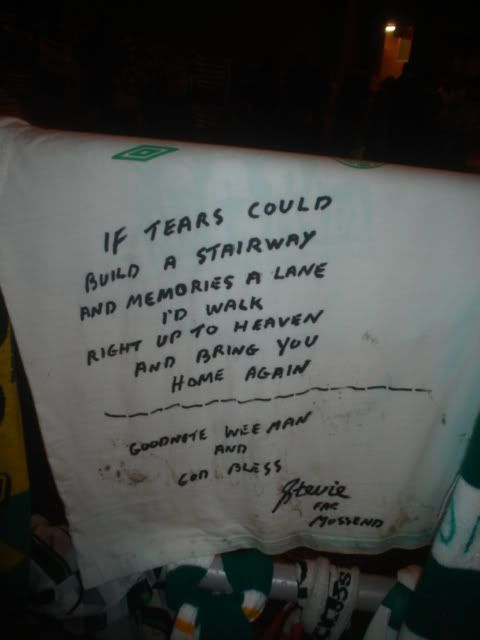 IF TEARS COULD
BUILD A STAIRWAY
AND MEMORIES A LANE
I'D WALK
RIGHT UP TO HEAVEN
AND BRING YOU
HOME AGAIN
GOODNITE WEE MAN
AND
GOD BLESS
Stevie
FAE
MOSSEND